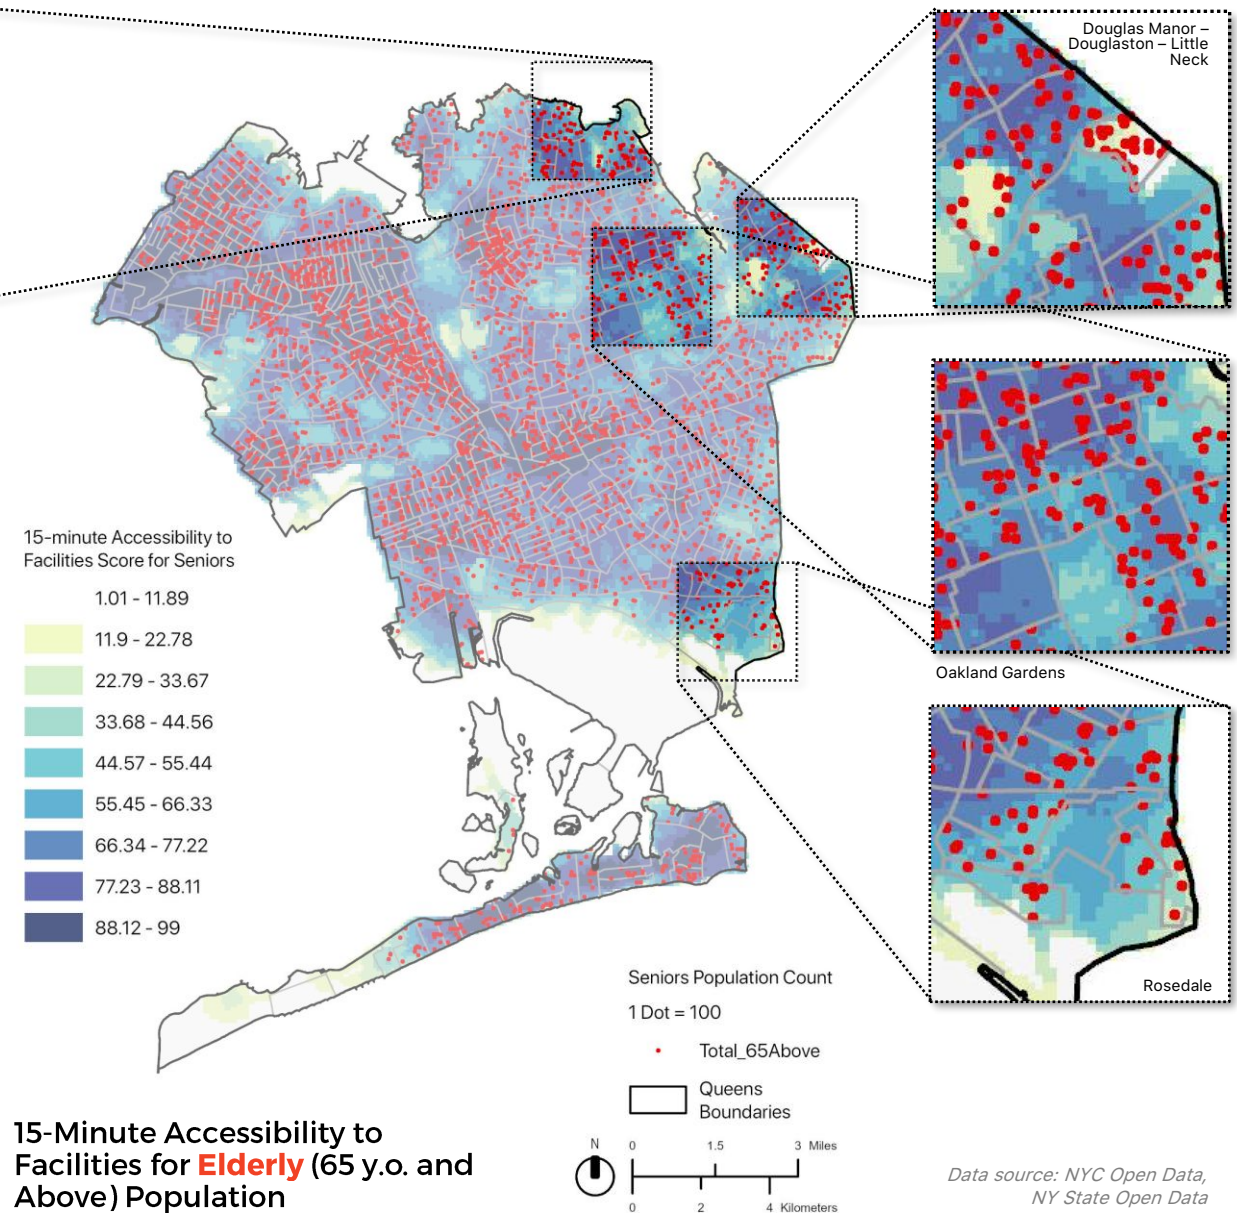 Douglas Manor –
Douglaston – Little
Neck
Oakland Gardens
Rosedale
15-minute Accessibility to
Facilities Score for Seniors
1.01 - 11.89
11.9 - 22.78
22.79 - 33.67
33.68 - 44.56
44.57 - 55.44
55.45 - 66.33
66.34 - 77.22
77.23 - 88.11
88.12 - 99
Seniors Population Count
1 Dot = 100
Total_65Above
Queens
Boundaries
N
0 1.5 3 Miles
0 2 4 Kilometers
15-Minute Accessibility to
Facilities for Elderly (65 y.o. and
Above) Population
Data source: NYC Open Data,
NY State Open Data